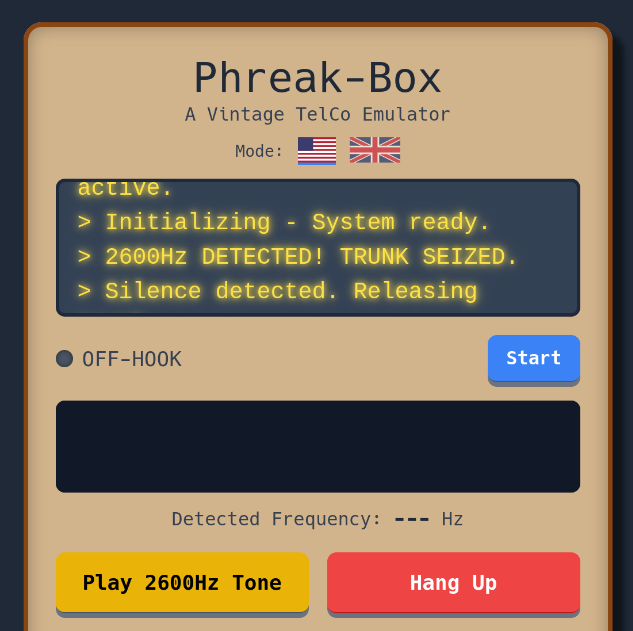 Phreak-Box
A Vintage TelCo Emulator
Mode:
active.
> Initializing - System ready.
> 2600Hz DETECTED! TRUNK SEIZED.
> Silence detected. Releasing
OFF-HOOK
Start
Detected Frequency: --- Hz
Play 2600Hz Tone
Hang Up